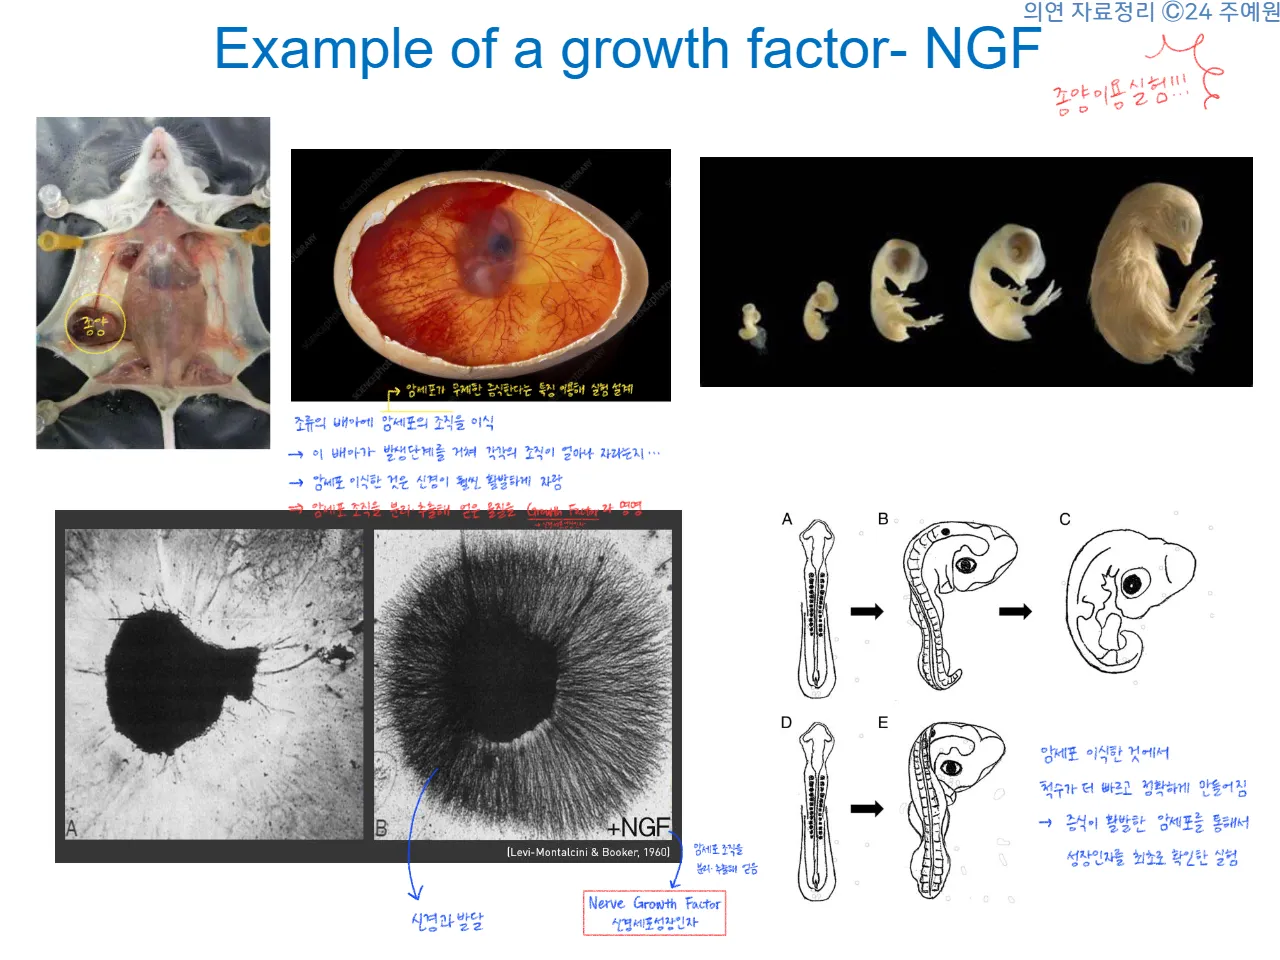 의연 자료정리 ©24 주예원
Example of a growth factor- NGF
종양이용실험!!!
종양
→ 암세포가 무제한 증식한다는 특징 이용해 실험 설계
조류의 배아에 암세포의 조직을 이식
→ 이 배아가 발생단계를 거쳐 각각의 조직이 얼마나 자라는지…
→ 암세포 이식한 것은 신경이 훨씬 활발하게 자람
⇒ 암세포 조직을 분리·추출해 얻은 물질을 Growth Factor라 명명
A
B
+NGF
(Levi-Montalcini & Booker, 1960)
암세포 조직을
분리·추출해 얻음
Nerve Growth Factor
신경세포성장인자
신경과 발달
A
B
C
D
E
암세포 이식한 것에서
척수가 더 빠르고 정확하게 만들어짐
→ 증식이 활발한 암세포를 통해서
성장인자를 최초로 확인한 실험